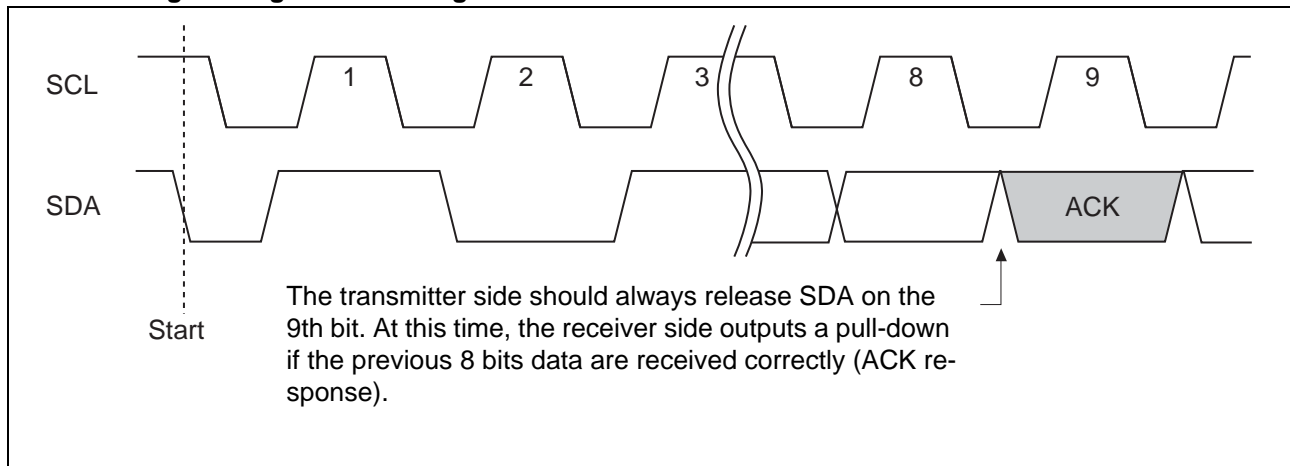 SCL
1
2
3
8
9
SDA
ACK
Start
The transmitter side should always release SDA on the
9th bit. At this time, the receiver side outputs a pull-down
if the previous 8 bits data are received correctly (ACK re-
sponse).